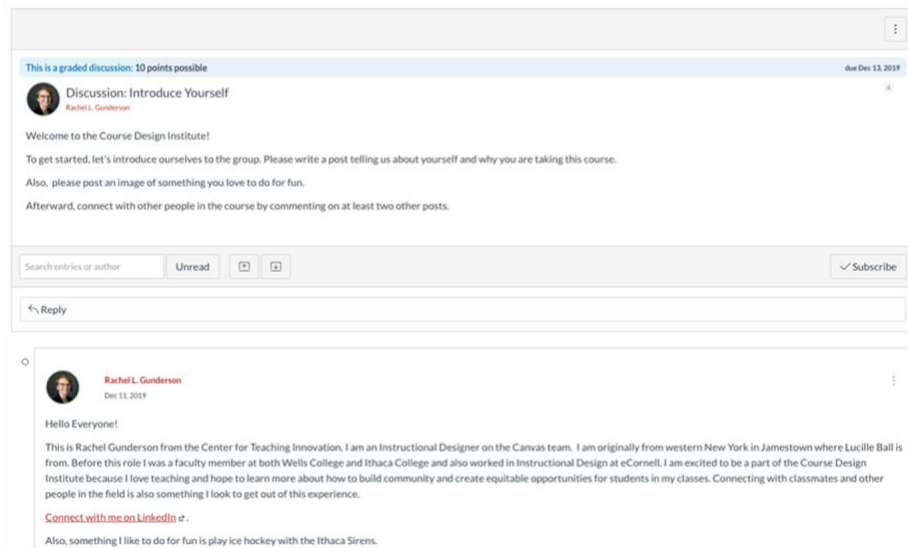 This is a graded discussion: 10 points possible
due Dec 13, 2019
Discussion: Introduce Yourself
4
Rachel L. Gunderson
Welcome to the Course Design Institute!
To get started, let's introduce ourselves to the group. Please write a post telling us about yourself and why you are taking this course.
Also, please post an image of something you love to do for fun.
Afterward, connect with other people in the course by commenting on at least two other posts.
Search entries or author
Unread
Subscribe
Reply
Rachel L. Gunderson
Dec 11, 2019
Hello Everyone!
This is Rachel Gunderson from the Center for Teaching Innovation. I am an Instructional Designer on the Canvas team. I am originally from western New York in Jamestown where Lucille Ball is
from. Before this role I was a faculty member at both Wells College and Ithaca College and also worked in Instructional Design at eCornell. I am excited to be a part of the Course Design
Institute because I love teaching and hope to learn more about how to build community and create equitable opportunities for students in my classes. Connecting with classmates and other
people in the field is also something I look to get out of this experience.
Connect with me on LinkedIn .
Also, something I like to do for fun is play ice hockey with the Ithaca Sirens.